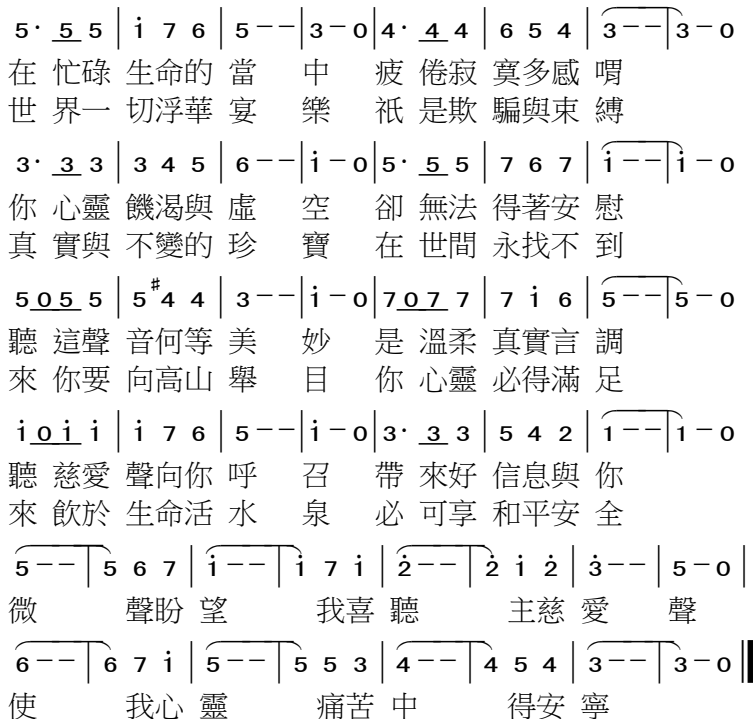 5· 5 5 | i 7 6 | 5 － － | 3 － 0 | 4· 4 4 | 6 5 4 | 3 － － | 3 － 0
在 忙碌 生命的 當 中 疲 倦寂 寞多感 喟
世 界一 切浮華 宴 樂 祇 是欺 騙與束 縛
3· 3 3 | 3 4 5 | 6 － － | i － 0 | 5· 5 5 | 7 6 7 | i － － | i － 0
你 心靈 饑渴與 虛 空 卻 無法 得著安 慰
真 實與 不變的 珍 寶 在 世間 永找不 到
5 0 5 5 | 5 #4 4 | 3 － － | i － 0 | 7 0 7 7 | 7 i 6 | 5 － － | 5 － 0
聽 這聲 音何等 美 妙 是 溫柔 真實言 調
來 你要 向高山 舉 目 你 心靈 必得滿 足
i 0 i i | i 7 6 | 5 － － | i － 0 | 3· 3 3 | 5 4 2 | 1 － － | 1 － 0
聽 慈愛 聲向你 呼 召 帶 來好 信息與 你
來 飲於 生命活 水 泉 必 可享 和平安 全
5 － － | 5 6 7 | i － － | i 7 i | 2̇ － － | 2̇ i 2̇ | 3̇ － － | 5 － 0 |
微 聲盼 望 我喜 聽 主慈 愛 聲
6 － － | 6 7 i | 5 － － | 5 5 3 | 4 － － | 4 5 4 | 3 － － | 3 － 0 ‖
使 我心 靈 痛苦 中 得安 寧